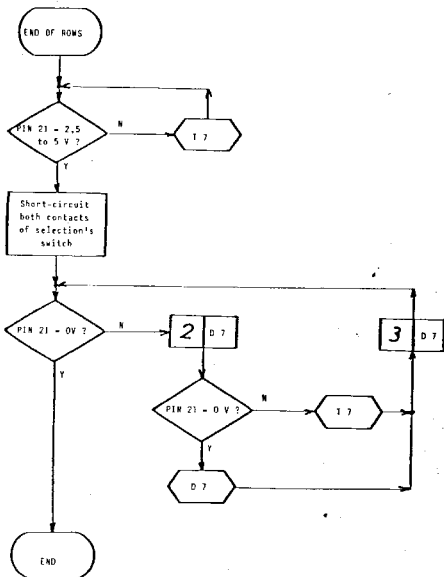 END OF ROWS
PIN 21 = 2,5
to 5 V ?
N
I 7
Y
Short-circuit
both contacts
of selection's
switch
PIN 21 = 0V ?
N
2 D 7
3 D 7
Y
PIN 21 = 0 V ?
N
I 7
Y
D 7
END